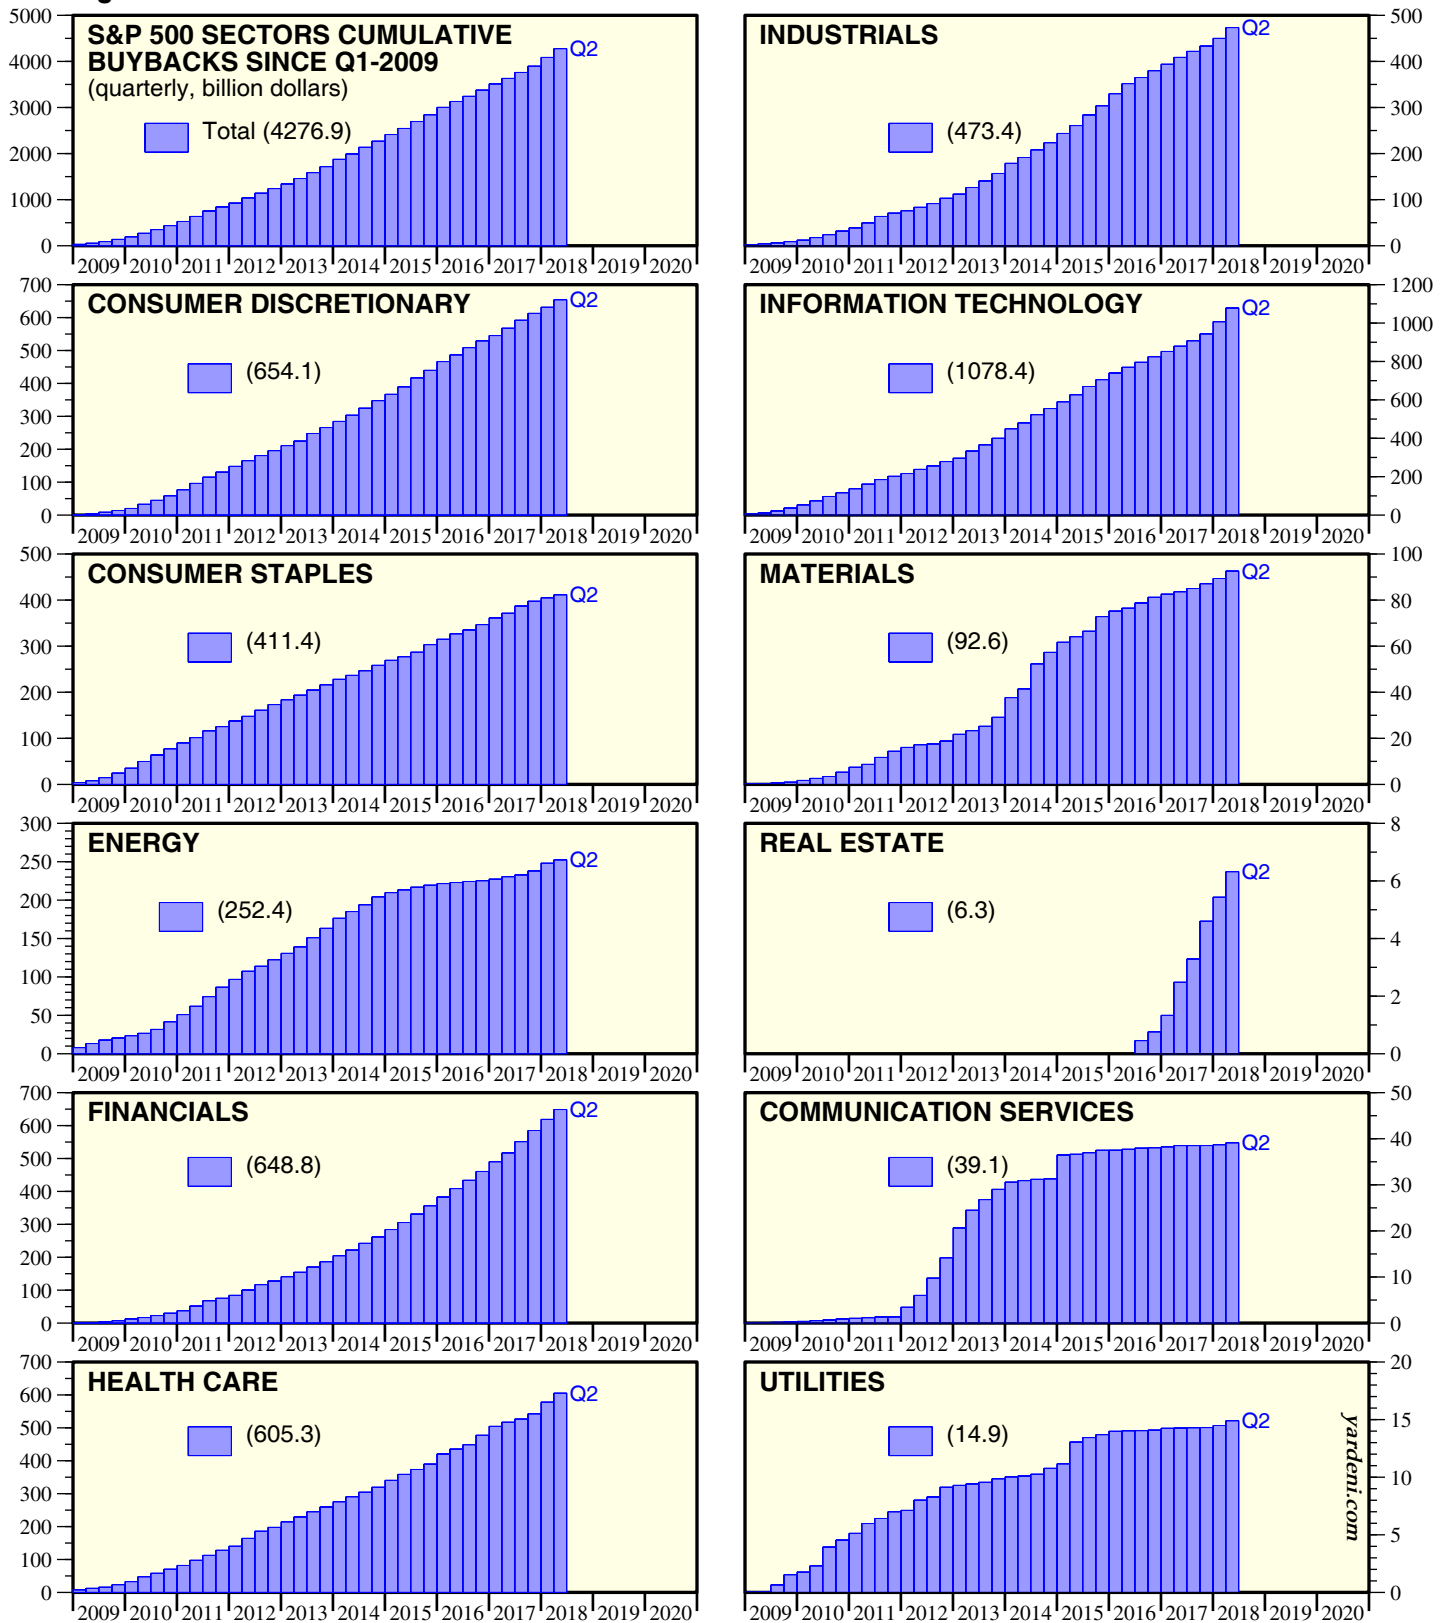 S&P 500 SECTORS CUMULATIVE
BUYBACKS SINCE Q1-2009
(quarterly, billion dollars)
Total (4276.9)
Q2
5000
4000
3000
2000
1000
0
2009 2010 2011 2012 2013 2014 2015 2016 2017 2018 2019 2020
INDUSTRIALS
(473.4)
Q2
500
400
300
200
100
0
2009 2010 2011 2012 2013 2014 2015 2016 2017 2018 2019 2020
CONSUMER DISCRETIONARY
(654.1)
Q2
700
600
500
400
300
200
100
0
2009 2010 2011 2012 2013 2014 2015 2016 2017 2018 2019 2020
INFORMATION TECHNOLOGY
(1078.4)
Q2
1200
1000
800
600
400
200
0
2009 2010 2011 2012 2013 2014 2015 2016 2017 2018 2019 2020
CONSUMER STAPLES
(411.4)
Q2
500
400
300
200
100
0
2009 2010 2011 2012 2013 2014 2015 2016 2017 2018 2019 2020
MATERIALS
(92.6)
Q2
100
80
60
40
20
0
2009 2010 2011 2012 2013 2014 2015 2016 2017 2018 2019 2020
ENERGY
(252.4)
Q2
300
250
200
150
100
50
0
2009 2010 2011 2012 2013 2014 2015 2016 2017 2018 2019 2020
REAL ESTATE
(6.3)
Q2
8
6
4
2
0
2009 2010 2011 2012 2013 2014 2015 2016 2017 2018 2019 2020
FINANCIALS
(648.8)
Q2
700
600
500
400
300
200
100
0
2009 2010 2011 2012 2013 2014 2015 2016 2017 2018 2019 2020
COMMUNICATION SERVICES
(39.1)
Q2
50
40
30
20
10
0
2009 2010 2011 2012 2013 2014 2015 2016 2017 2018 2019 2020
HEALTH CARE
(605.3)
Q2
700
600
500
400
300
200
100
0
2009 2010 2011 2012 2013 2014 2015 2016 2017 2018 2019 2020
UTILITIES
(14.9)
Q2
20
15
10
5
0
2009 2010 2011 2012 2013 2014 2015 2016 2017 2018 2019 2020
yardeni.com